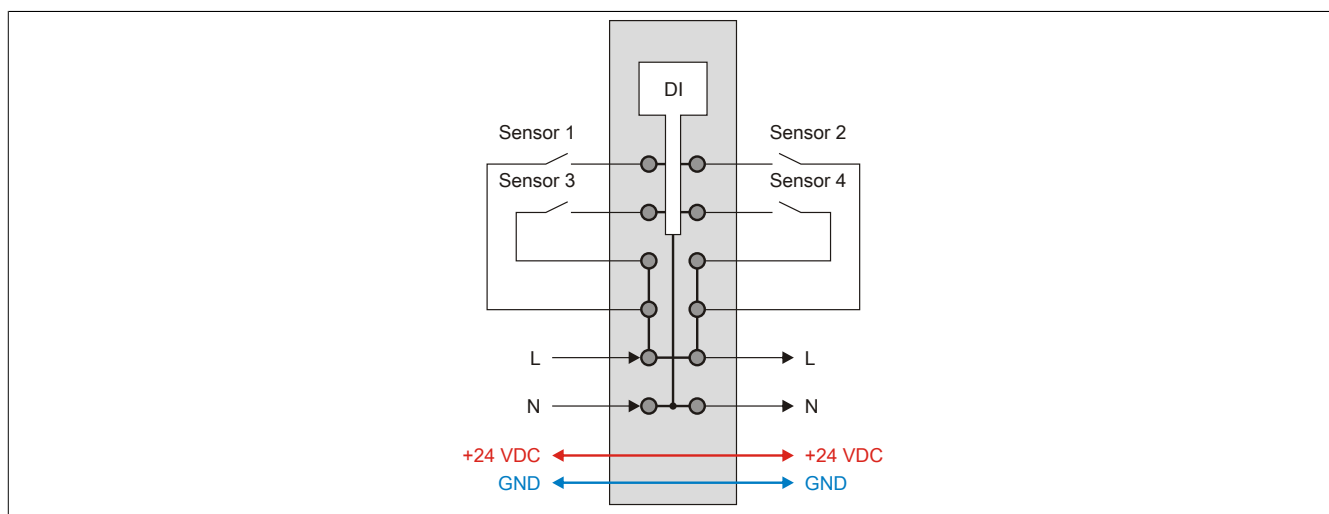 DI
Sensor 1
Sensor 2
Sensor 3
Sensor 4
L
L
N
N
+24 VDC
+24 VDC
GND
GND